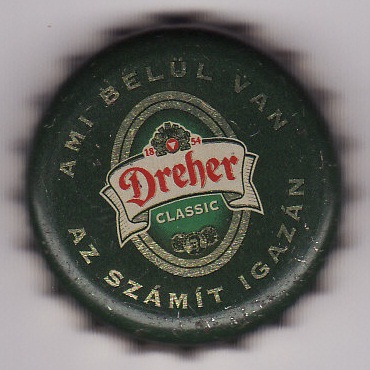 AMI BELÜL VAN
18 54
Dreher
CLASSIC
AZ SZÁMÍT IGAZÁN